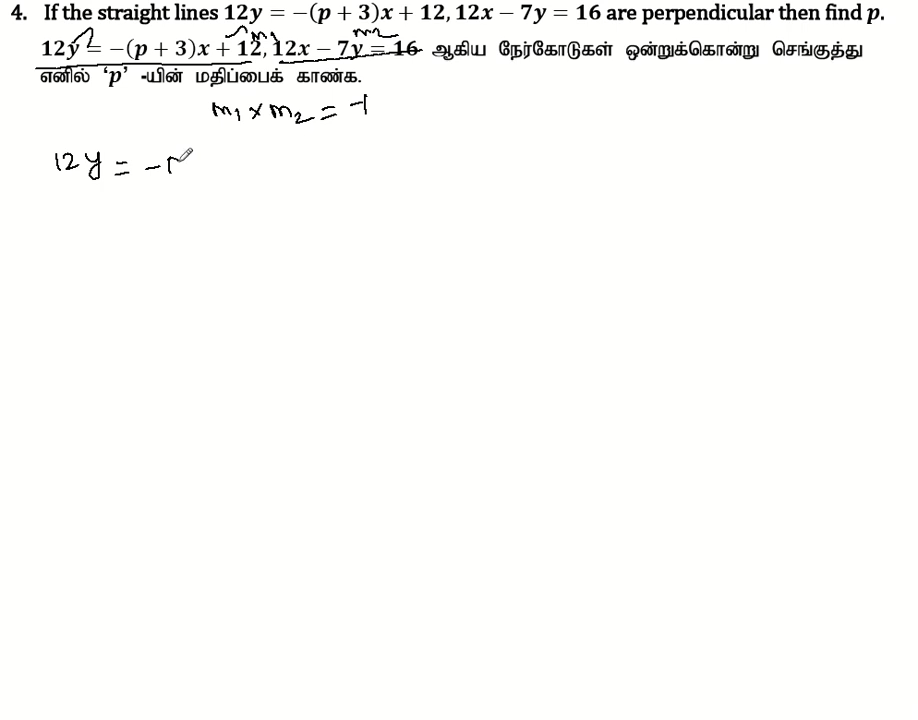 4. If the straight lines 12y = −(p + 3)x + 12, 12x − 7y = 16 are perpendicular then find p.
m₁ m₂
12y = −(p + 3)x + 12, 12x − 7y = 16 ஆகிய நேர்கோடுகள் ஒன்றுக்கொன்று செங்குத்து
எனில் ‘p’ -யின் மதிப்பைக் காண்க.
m₁ × m₂ = -1
12y = -